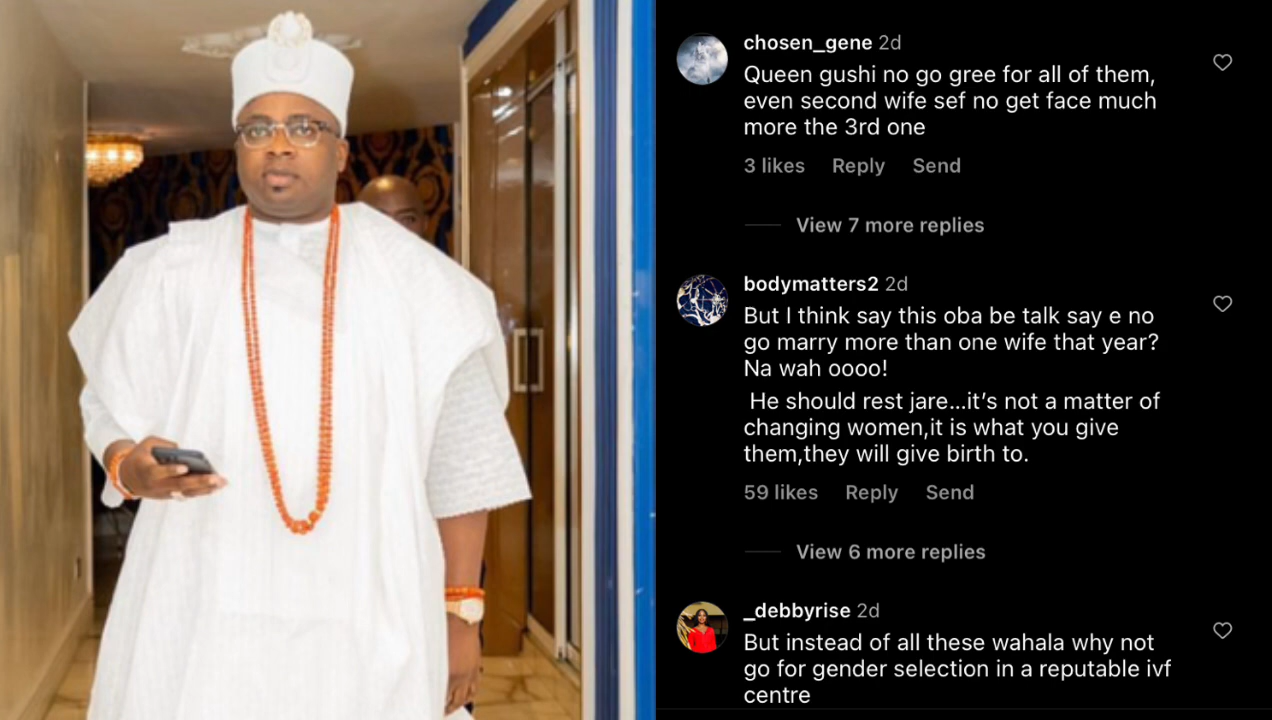 chosen_gene 2d
Queen gushi no go gree for all of them,
even second wife sef no get face much
more the 3rd one
3 likes Reply Send
View 7 more replies
bodymatters2 2d
But I think say this oba be talk say e no
go marry more than one wife that year?
Na wah oooo!
He should rest jare...it’s not a matter of
changing women,it is what you give
them,they will give birth to.
59 likes Reply Send
View 6 more replies
_debbyrise 2d
But instead of all these wahala why not
go for gender selection in a reputable ivf
centre